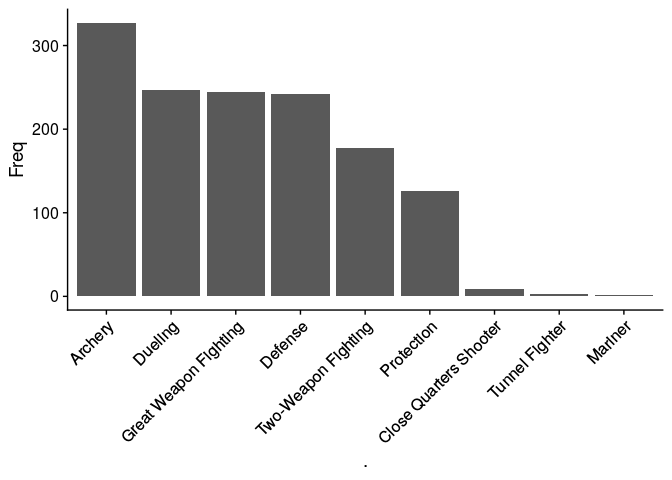 300
200
100
0
Freq
Archery
Dueling
Great Weapon Fighting
Defense
Two-Weapon Fighting
Protection
Close Quarters Shooter
Tunnel Fighter
Mariner
.